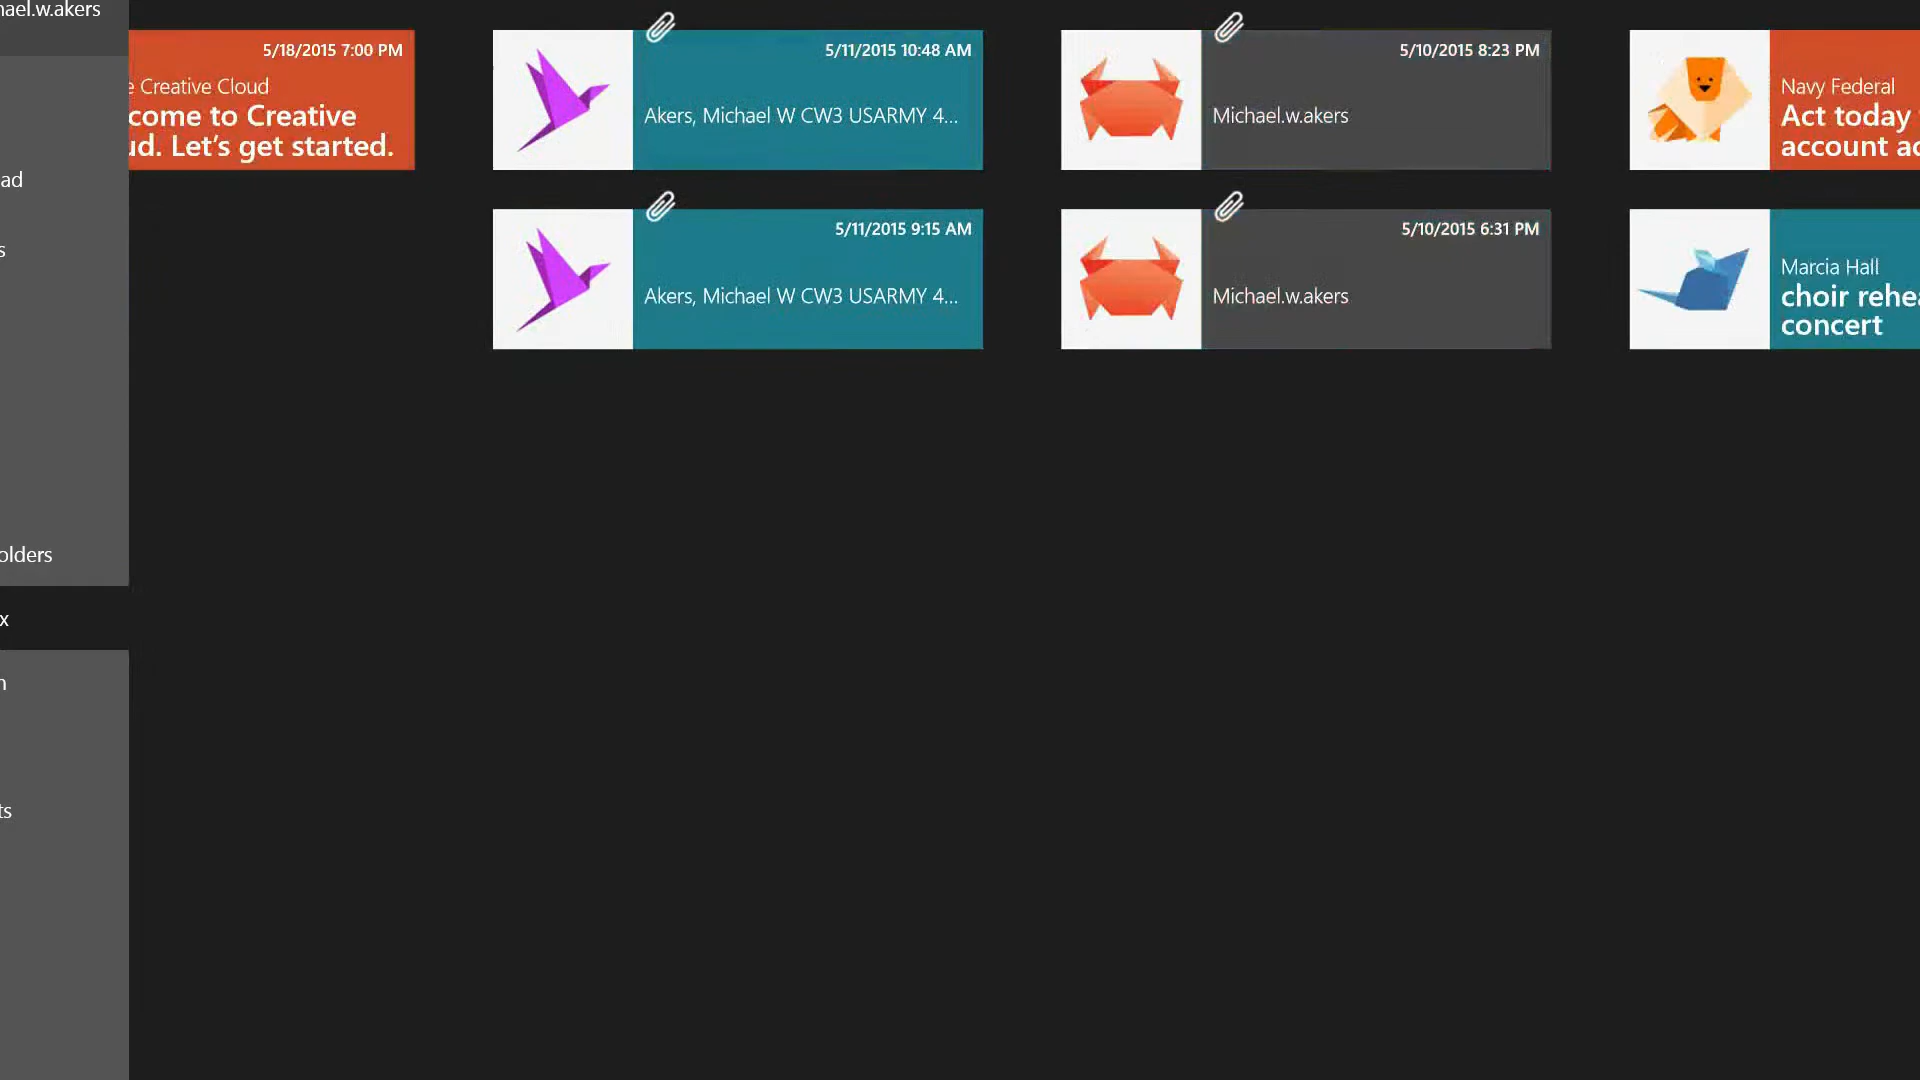 hael.w.akers
ad
s
olders
x
n
ts
5/18/2015 7:00 PM
e Creative Cloud
come to Creative
ud. Let’s get started.
5/11/2015 10:48 AM
Akers, Michael W CW3 USARMY 4...
5/11/2015 9:15 AM
Akers, Michael W CW3 USARMY 4...
5/10/2015 8:23 PM
Michael.w.akers
5/10/2015 6:31 PM
Michael.w.akers
Navy Federal
Act today
account ac
Marcia Hall
choir rehea
concert